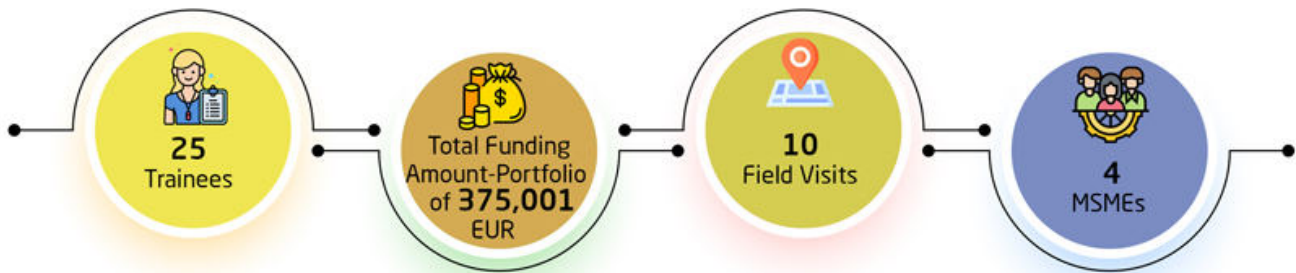 25
Trainees
Total Funding
Amount-Portfolio
of 375,001
EUR
10
Field Visits
4
MSMEs